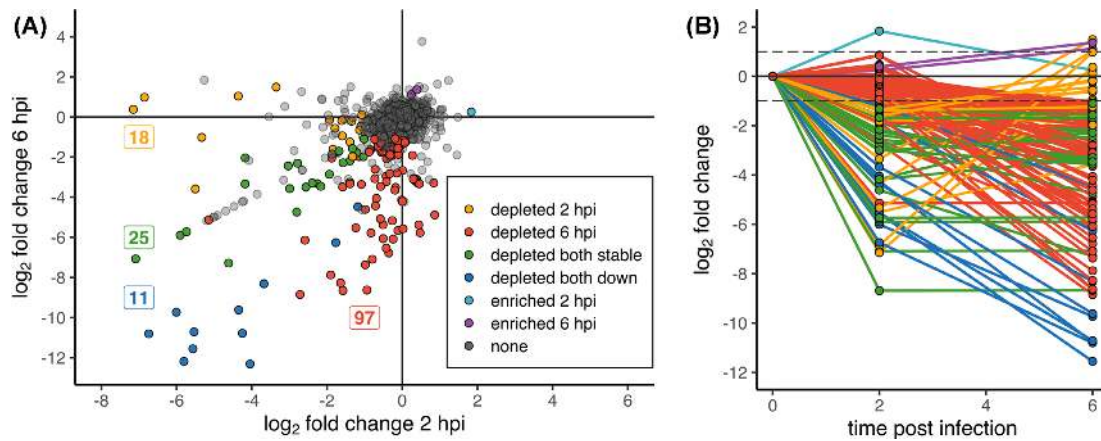 (A)
log2 fold change 6 hpi
4
2
0
-2
-4
-6
-8
-10
-12
18
25
11
97
depleted 2 hpi
depleted 6 hpi
depleted both stable
depleted both down
enriched 2 hpi
enriched 6 hpi
none
-8 -6 -4 -2 0 2 4 6
log2 fold change 2 hpi
(B)
log2 fold change
2
0
-2
-4
-6
-8
-10
-12
0 2 4 6
time post infection